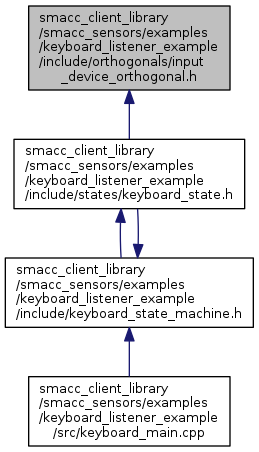 smacc_client_library
/smacc_sensors/examples
/keyboard_listener_example
/include/orthogonals/input
_device_orthogonal.h
smacc_client_library
/smacc_sensors/examples
/keyboard_listener_example
/include/states/keyboard_state.h
smacc_client_library
/smacc_sensors/examples
/keyboard_listener_example
/include/keyboard_state_machine.h
smacc_client_library
/smacc_sensors/examples
/keyboard_listener_example
/src/keyboard_main.cpp